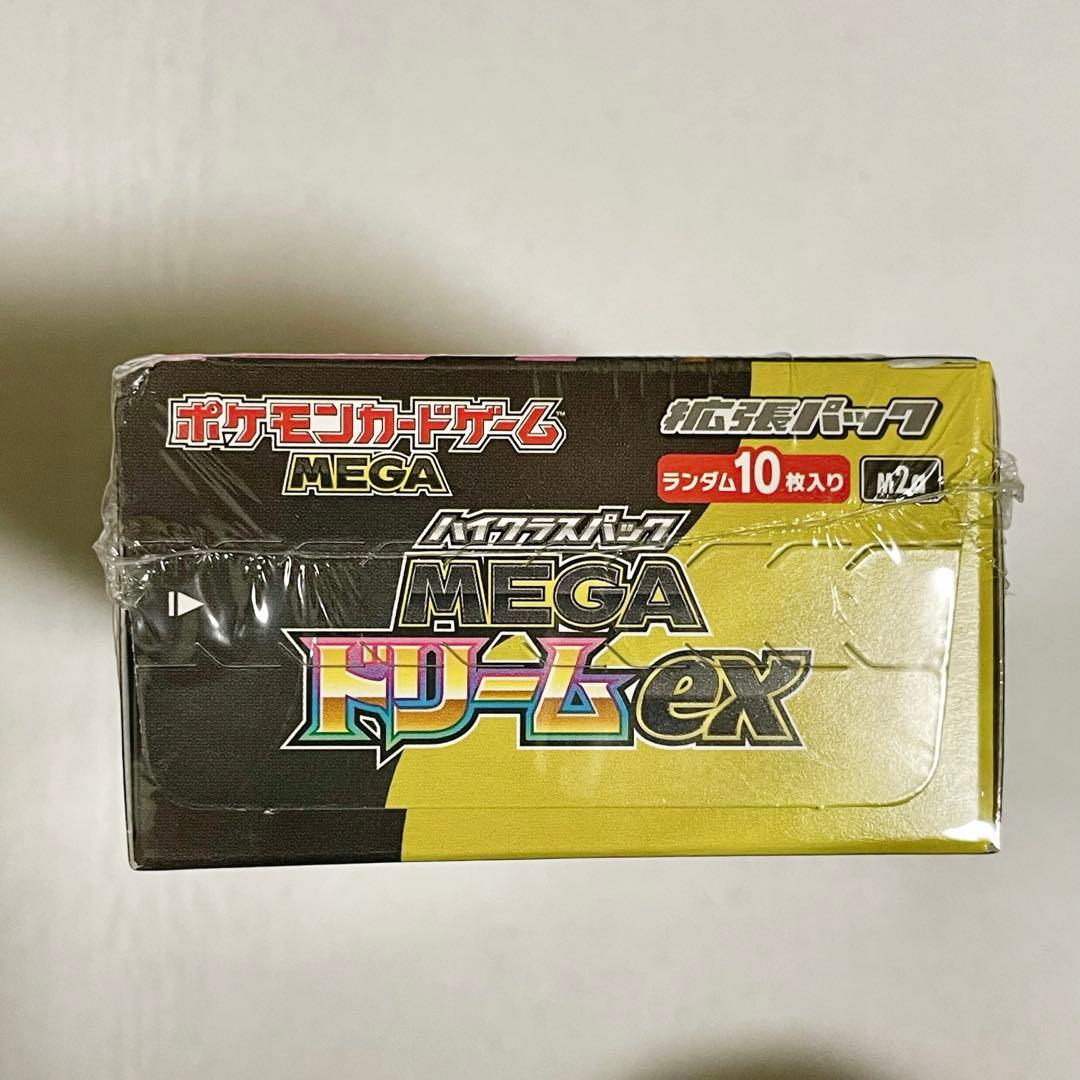 ポケモンカードゲーム™
MEGA
拡張パック
ランダム10枚入り
M2a
ハイクラスパック
MEGA
ドリームex